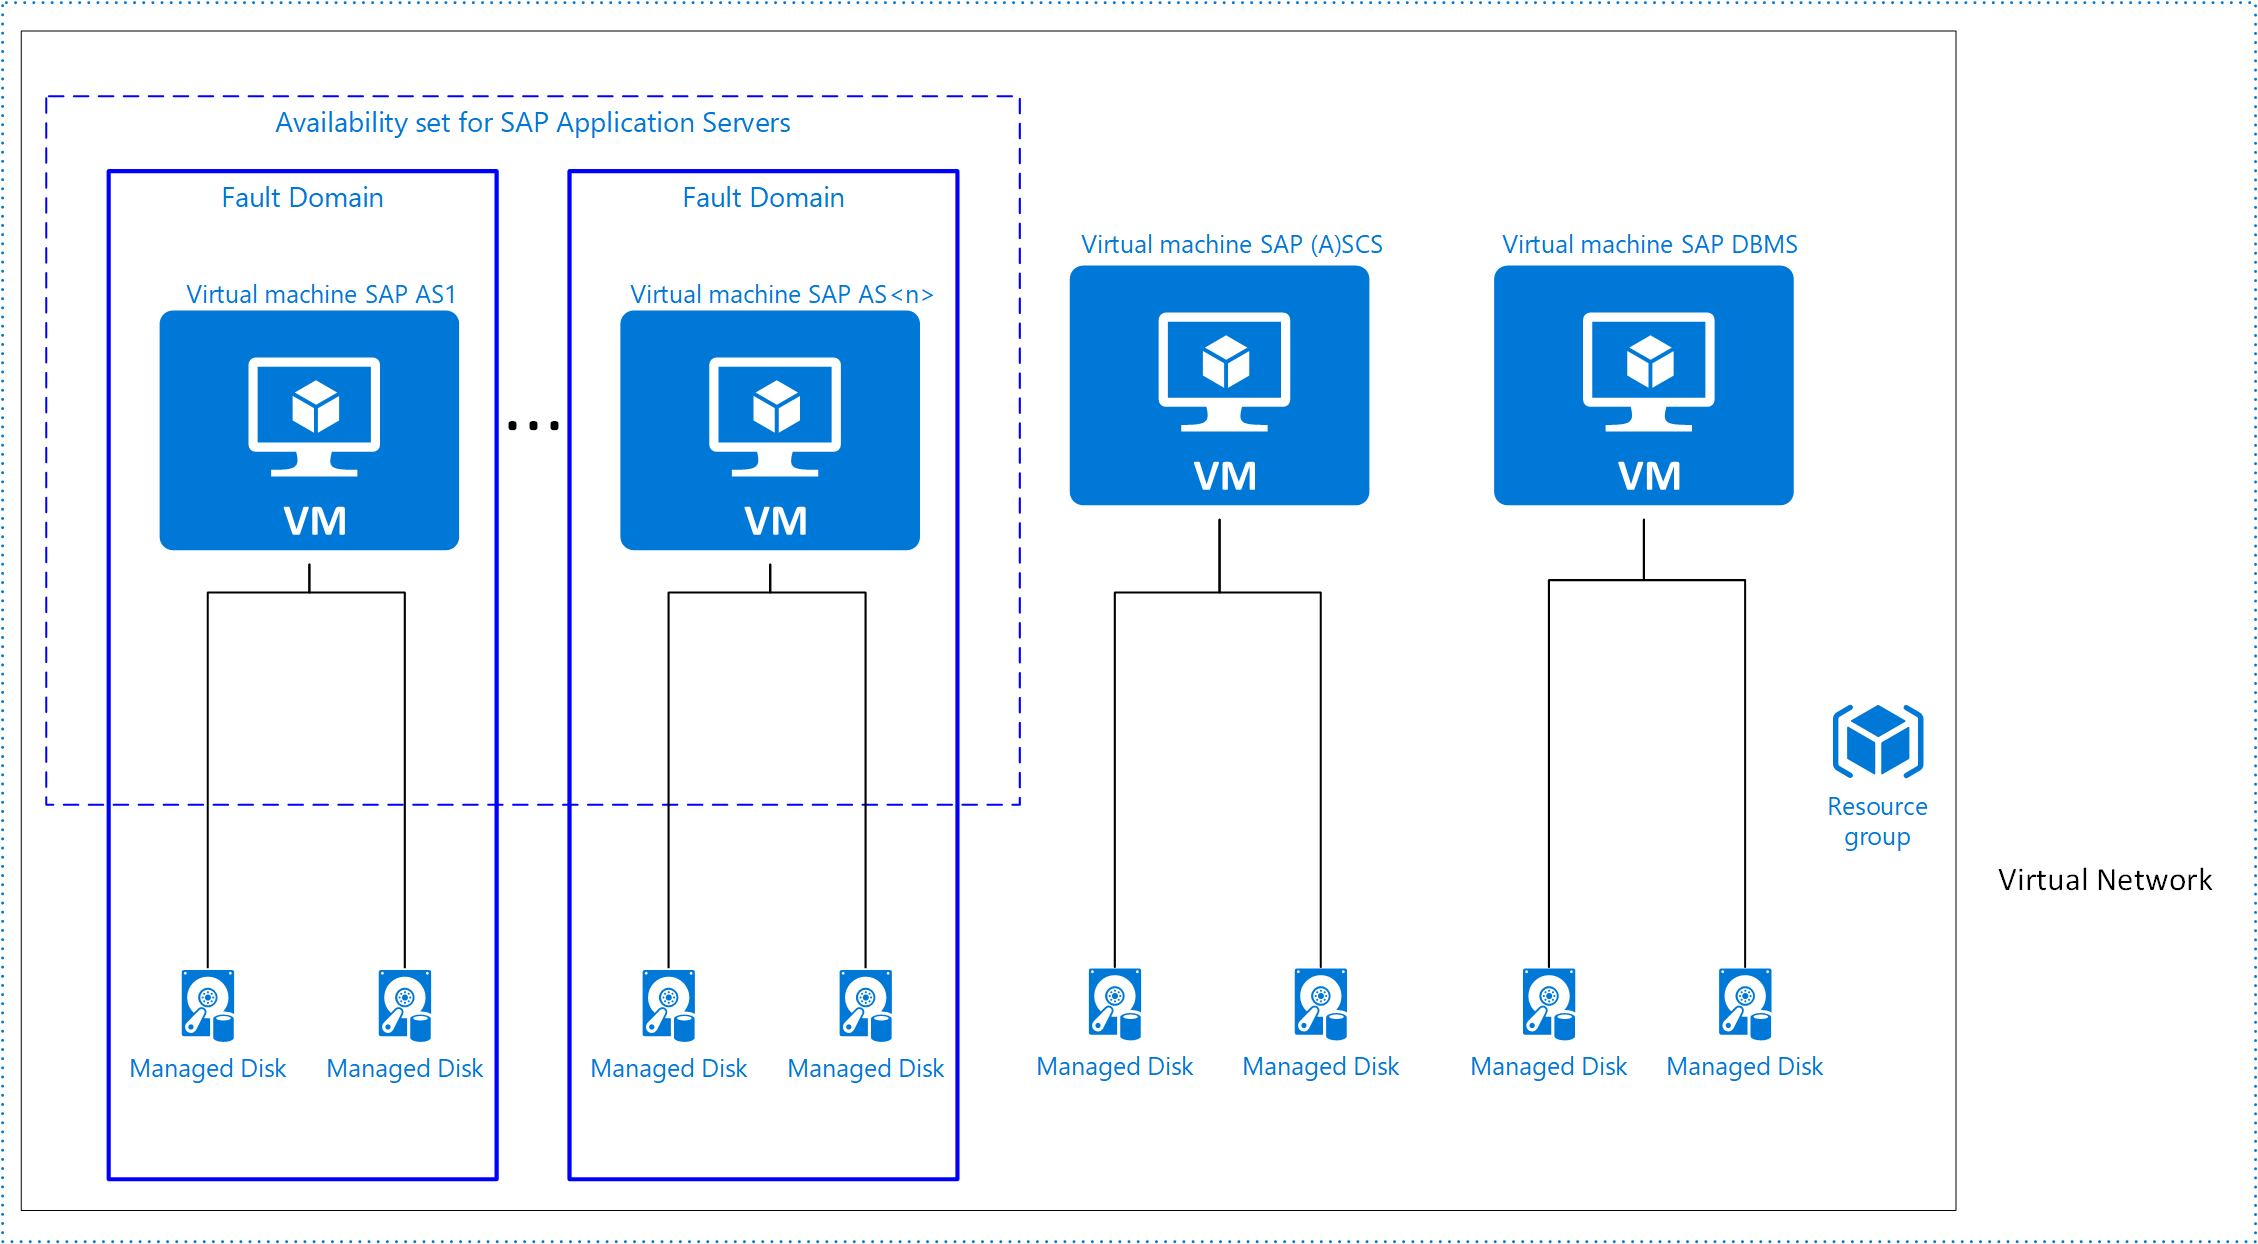 Availability set for SAP Application Servers
Fault Domain
Fault Domain
Virtual machine SAP (A)SCS
Virtual machine SAP DBMS
Virtual machine SAP AS1
Virtual machine SAP AS<n>
...
VM
VM
VM
VM
Resource
group
Virtual Network
Managed Disk
Managed Disk
Managed Disk
Managed Disk
Managed Disk
Managed Disk
Managed Disk
Managed Disk